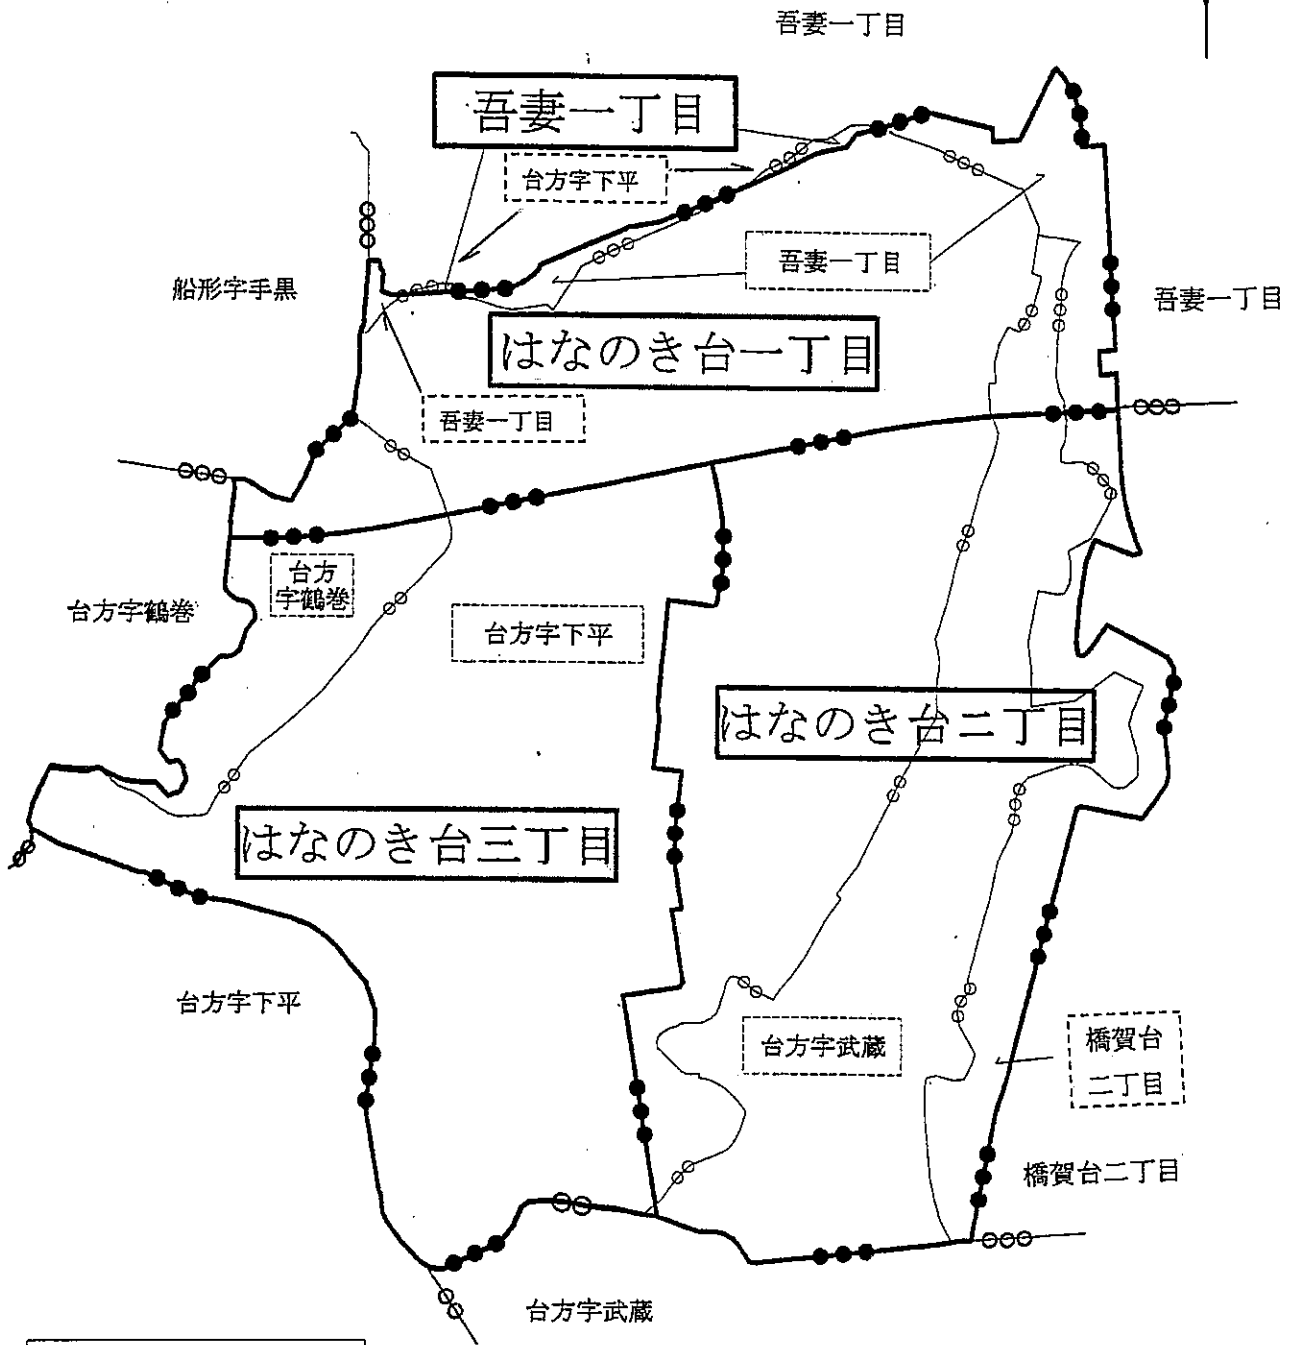 吾妻一丁目
吾妻一丁目
台方字下平
吾妻一丁目
船形字手黒
吾妻一丁目
はなのき台一丁目
吾妻一丁目
台方
字鶴巻
台方字鶴巻
台方字下平
はなのき台二丁目
はなのき台三丁目
台方字下平
台方字武蔵
橋賀台
二丁目
橋賀台二丁目
台方字武蔵